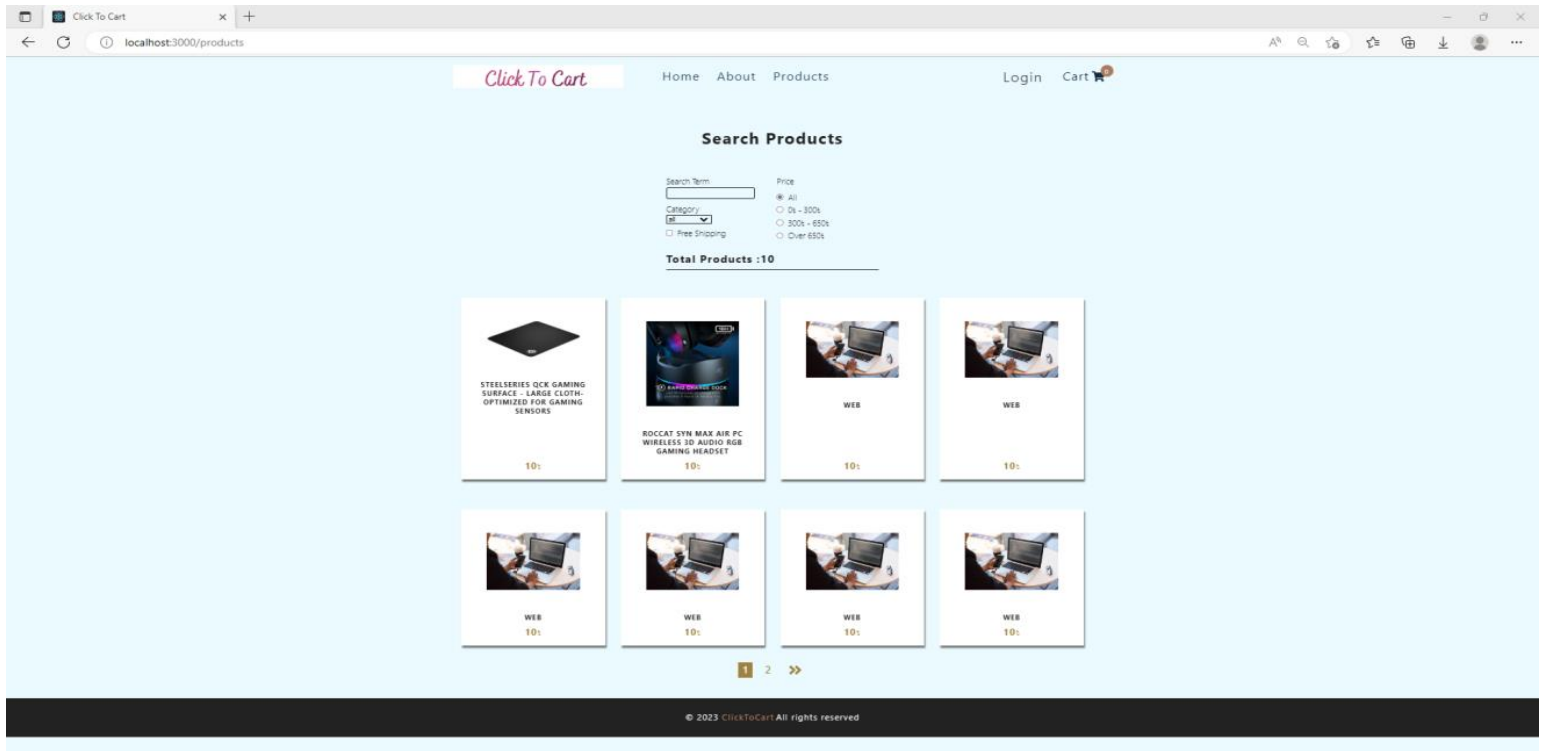 Click To Cart
localhost:3000/products
Click To Cart
Home About Products
Login Cart 0
Search Products
Search Term
Price
All
Category
0৳ - 300৳
all
300৳ - 650৳
Free Shipping
Over 650৳
Total Products :10
STEELSERIES QCK GAMING
SURFACE - LARGE CLOTH-
OPTIMIZED FOR GAMING
SENSORS
10৳
ROCCAT SYN MAX AIR PC
WIRELESS 3D AUDIO RGB
GAMING HEADSET
10৳
WEB
10৳
WEB
10৳
WEB
10৳
WEB
10৳
WEB
10৳
WEB
10৳
1 2
© 2023 ClickToCart All rights reserved